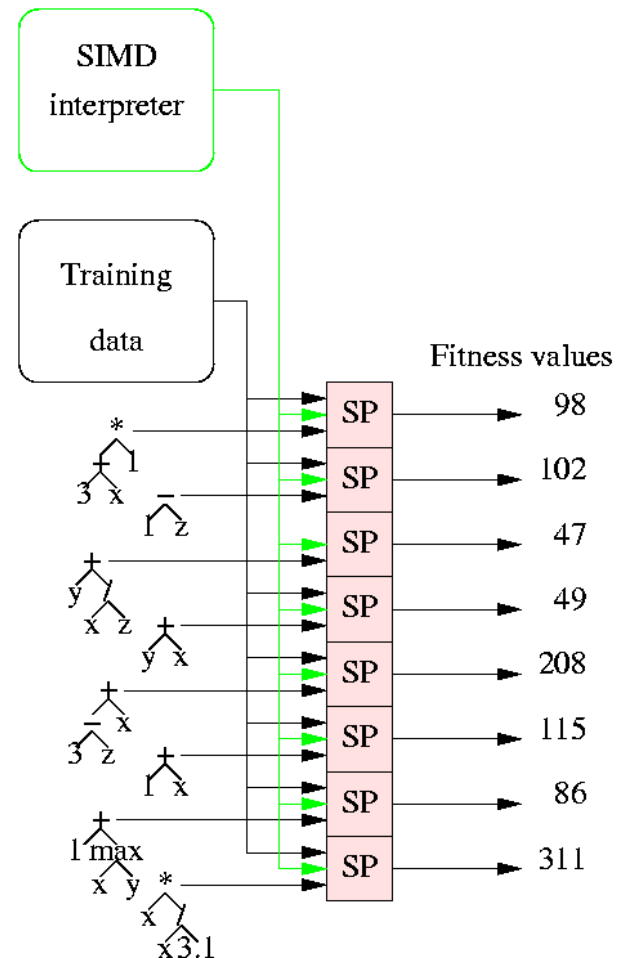 SIMD
interpreter
Training
data
Fitness values
SP 98
*
+ 1
3 x
SP 102
-
1 z
SP 47
+
y /
x z
SP 49
+
y x
SP 208
+
- x
3 z
SP 115
+
1 x
SP 86
+
1 max
x y
SP 311
*
x /
x 3.1